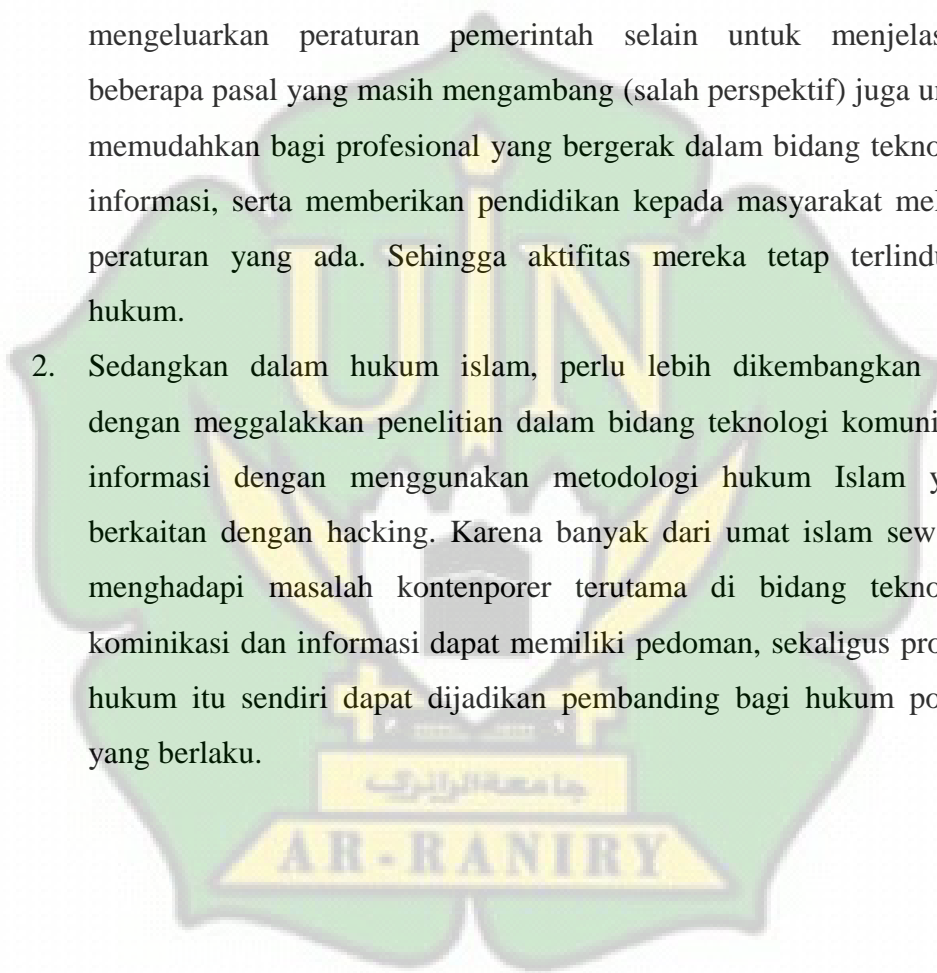 mengeluarkan peraturan pemerintah selain untuk menjelas
beberapa pasal yang masih mengambang (salah perspektif) juga
memudahkan bagi profesional yang bergerak dalam bidang tekno
informasi, serta memberikan pendidikan kepada masyarakat mel
peraturan yang ada. Sehingga aktifitas mereka tetap terlind
hukum.
2. Sedangkan dalam hukum islam, perlu lebih dikembangkan
dengan meggalakkan penelitian dalam bidang teknologi komuni
informasi dengan menggunakan metodologi hukum Islam y
berkaitan dengan hacking. Karena banyak dari umat islam sew
menghadapi masalah kontenporer terutama di bidang tekno
kominikasi dan informasi dapat memiliki pedoman, sekaligus pro
hukum itu sendiri dapat dijadikan pembanding bagi hukum po
yang berlaku.
UIN
جامعة الرانري
AR-RANIRY